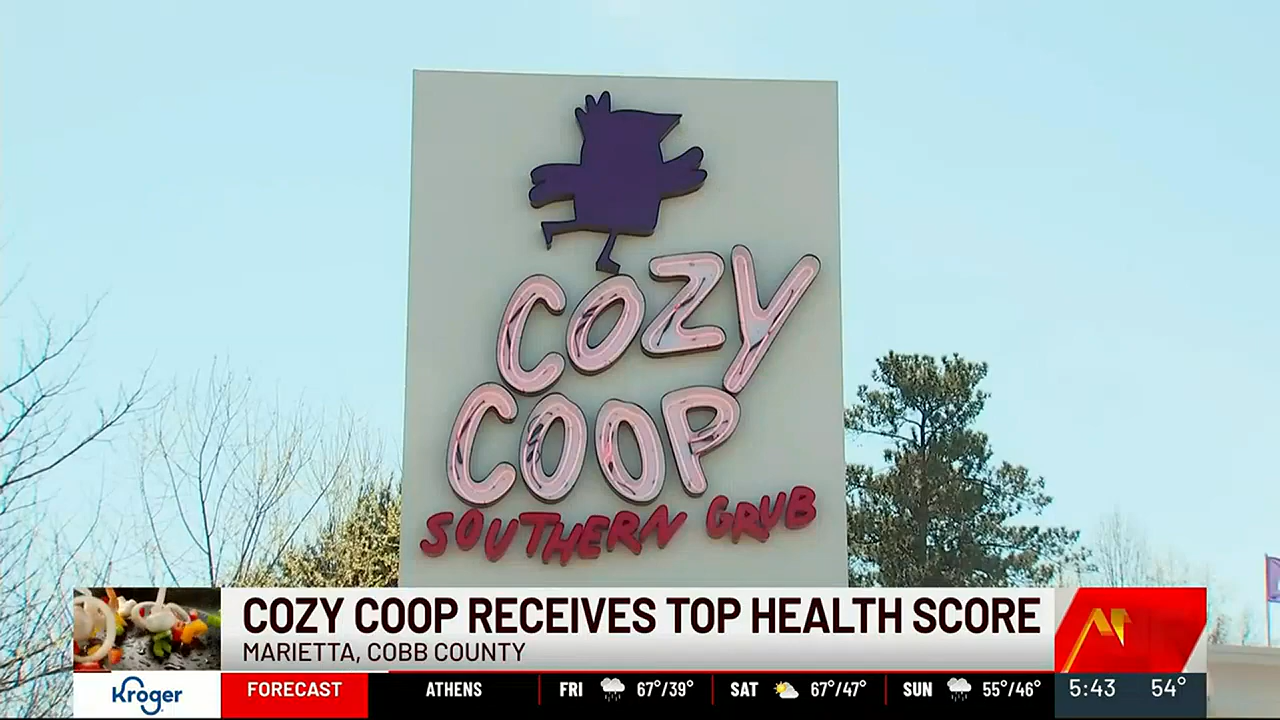 COZY
COOP
SOUTHERN GRUB
COZY COOP RECEIVES TOP HEALTH SCORE
MARIETTA, COBB COUNTY
Kroger FORECAST ATHENS FRI 67°/39° SAT 67°/47° SUN 55°/46° 5:43 54°